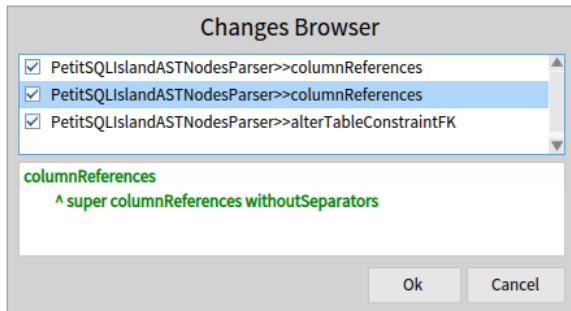 Changes Browser
PetitSQLIslandASTNodesParser>>columnReferences
PetitSQLIslandASTNodesParser>>columnReferences
PetitSQLIslandASTNodesParser>>alterTableConstraintFK
columnReferences
^ super columnReferences withoutSeparators
Ok Cancel